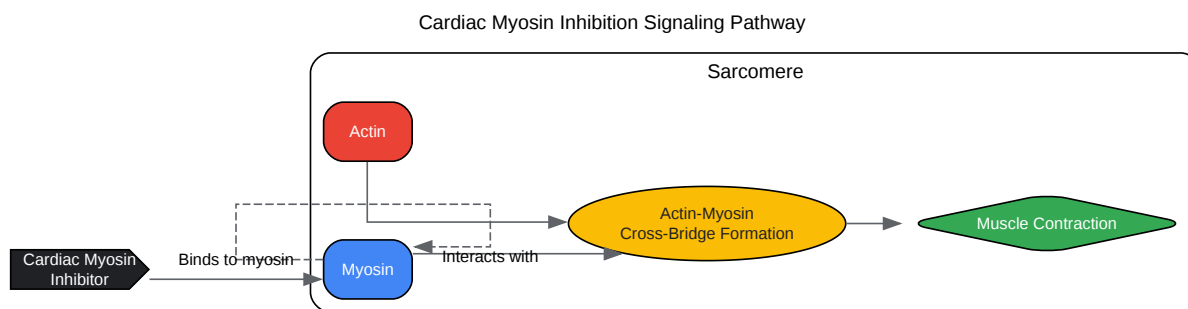 Cardiac Myosin Inhibition Signaling Pathway
Sarcomere
Actin
Actin-Myosin
Cross-Bridge Formation
Muscle Contraction
Cardiac Myosin
Inhibitor
Binds to myosin
Myosin
Interacts with